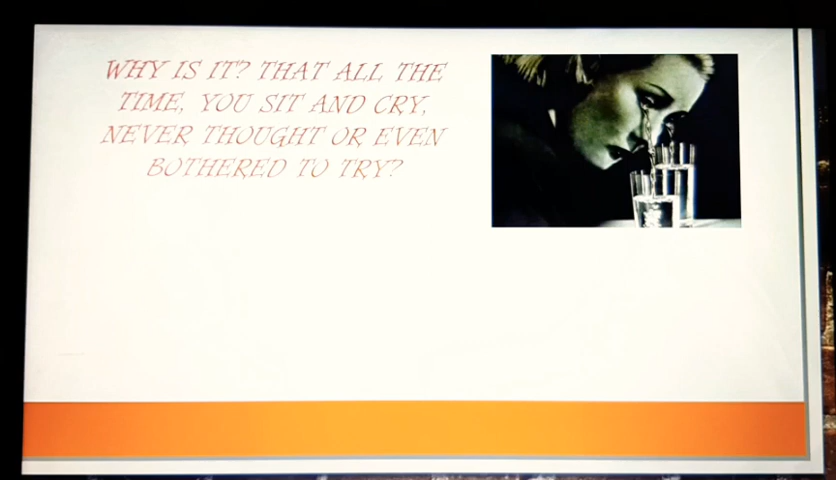 WHY IS IT? THAT ALL THE
TIME, YOU SIT AND CRY,
NEVER THOUGHT OR EVEN
BOTHERED TO TRY?